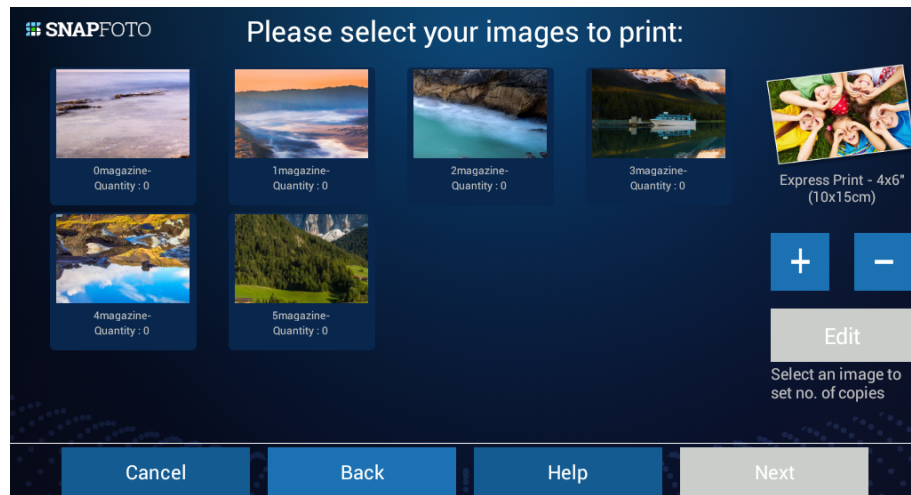 SNAPFOTO
Please select your images to print:
0magazine-
Quantity : 0
1magazine-
Quantity : 0
2magazine-
Quantity : 0
3magazine-
Quantity : 0
4magazine-
Quantity : 0
5magazine-
Quantity : 0
Express Print - 4x6"
(10x15cm)
+
−
Edit
Select an image to
set no. of copies
Cancel
Back
Help
Next